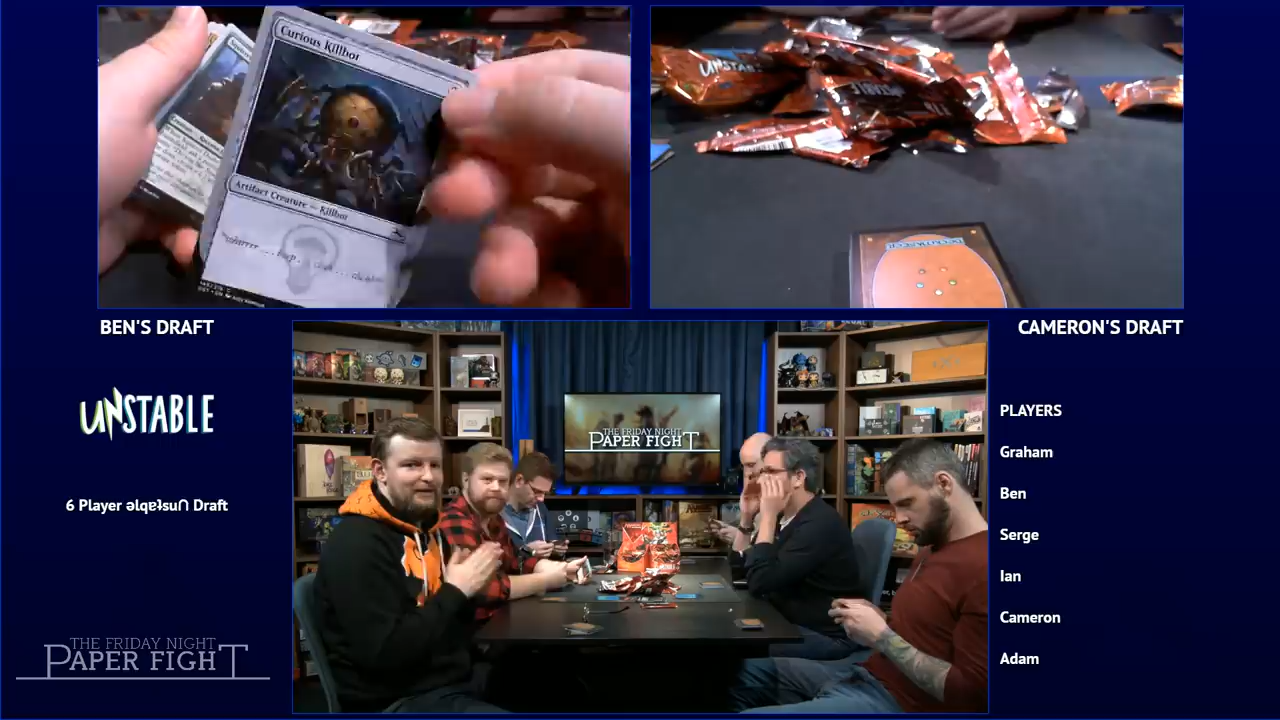 Curious Killbot
Artifact Creature — Killbot
UNSTABLE
BEN'S DRAFT
CAMERON'S DRAFT
UNSTABLE
6 Player ǝlqɐʇsu∩ Draft
THE FRIDAY NIGHT
PAPER FIGHT
PLAYERS
Graham
Ben
Serge
Ian
Cameron
Adam
THE FRIDAY NIGHT
PAPER FIGHT